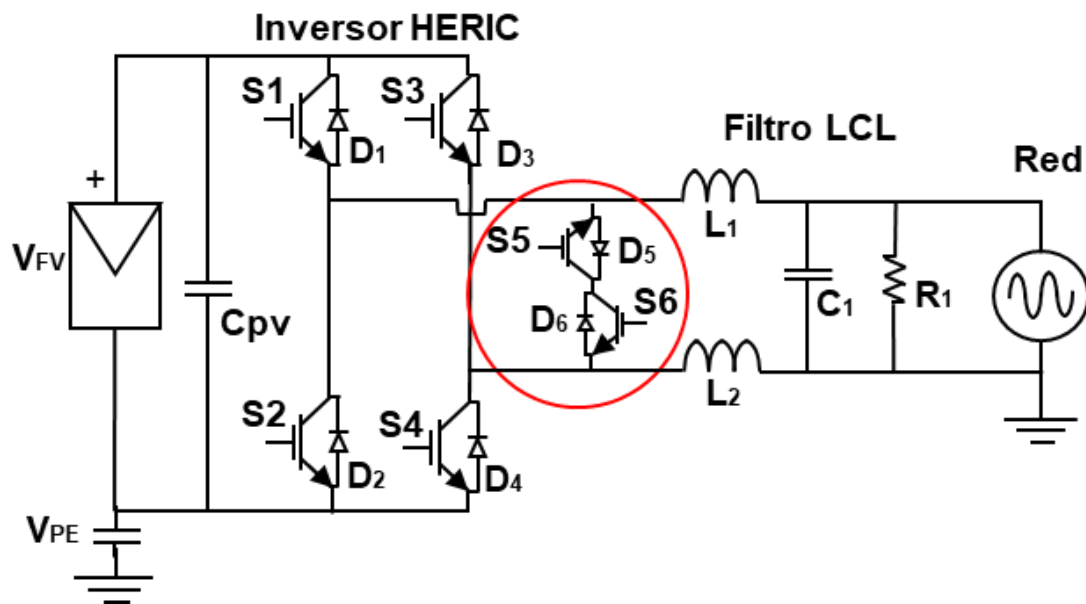 Inversor HERIC
S1
S3
D1
D3
Filtro LCL
Red
+
VFV
Cpv
S5
D5
D6
S6
L1
C1
R1
L2
S2
S4
D2
D4
VPE